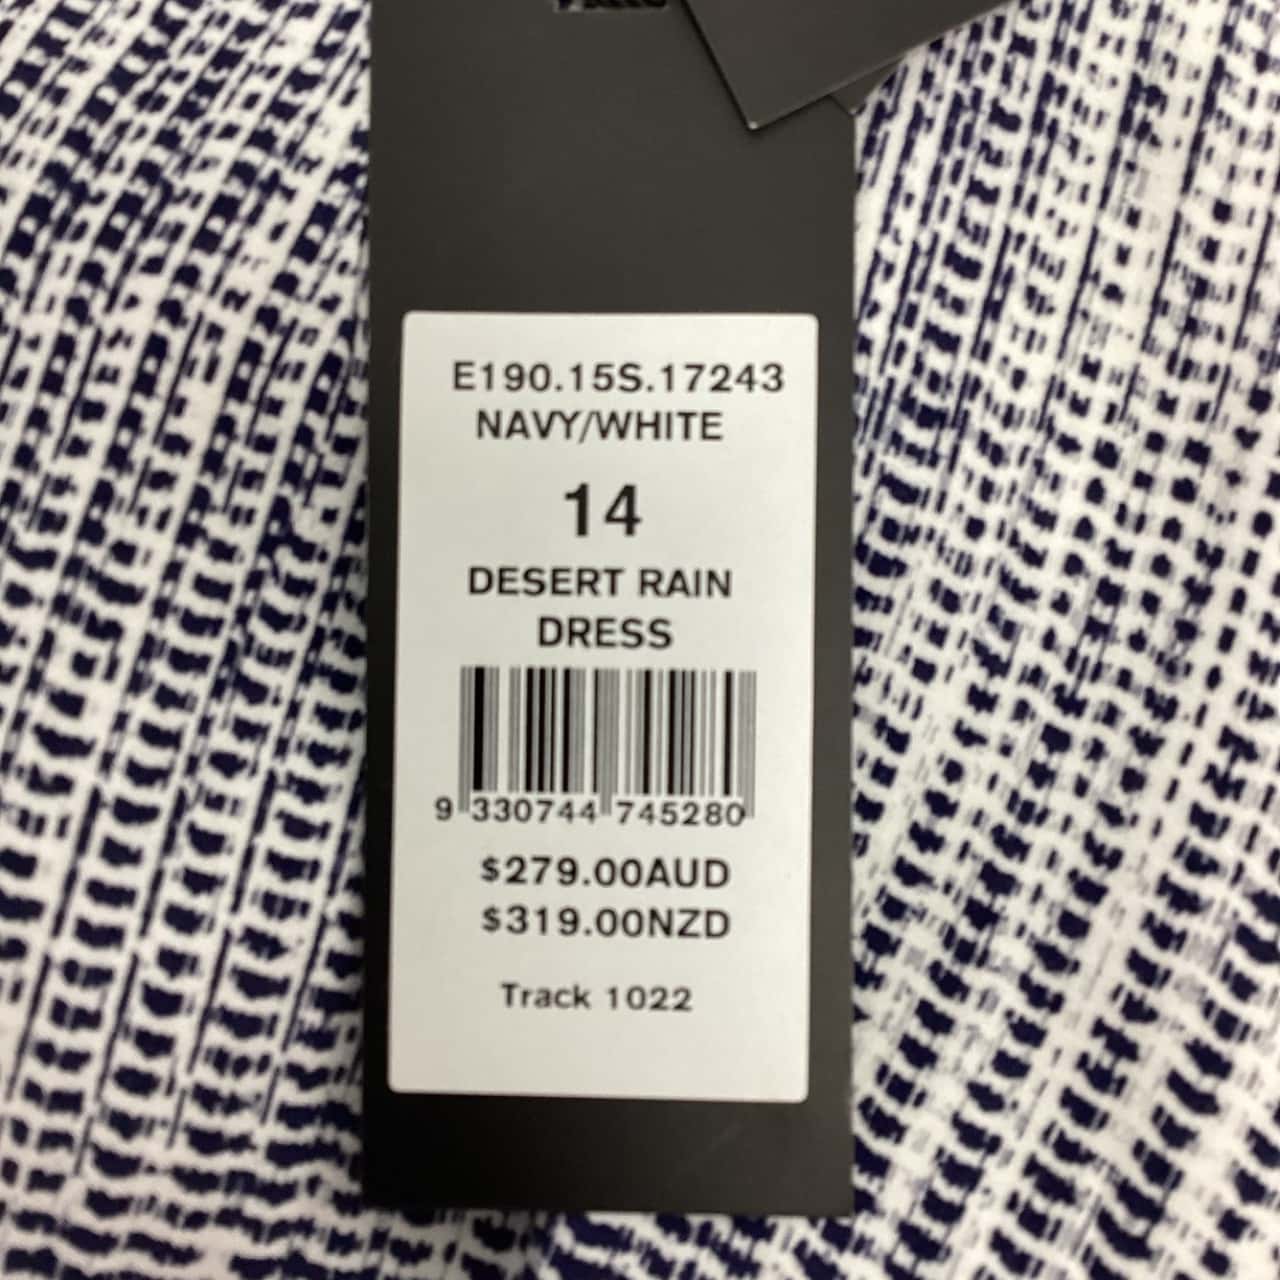 E190.15S.17243
NAVY/WHITE
14
DESERT RAIN
DRESS
9 330744 745280
$279.00AUD
$319.00NZD
Track 1022